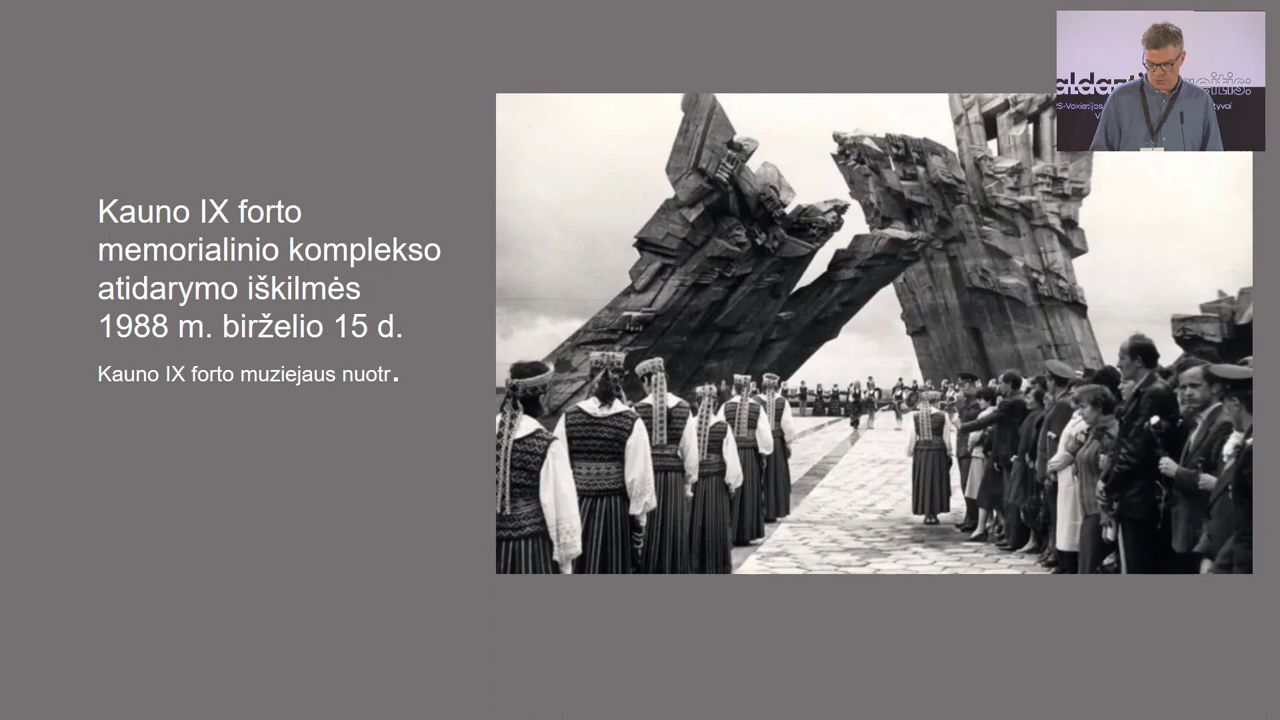 Kauno IX forto
memorialinio komplekso
atidarymo iškilmės
1988 m. birželio 15 d.
Kauno IX forto muziejaus nuotr.